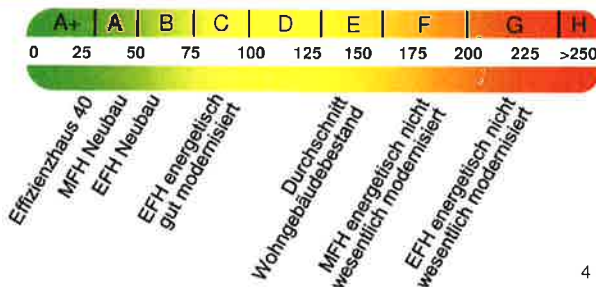 A+ A B C D E F G H
0 25 50 75 100 125 150 175 200 225 >250
Effizienzhaus 40
MFH Neubau
EFH Neubau
EFH energetisch
gut modernisiert
Durchschnitt
Wohngebäudebestand
MFH energetisch nicht
wesentlich modernisiert
EFH energetisch nicht
wesentlich modernisiert
4